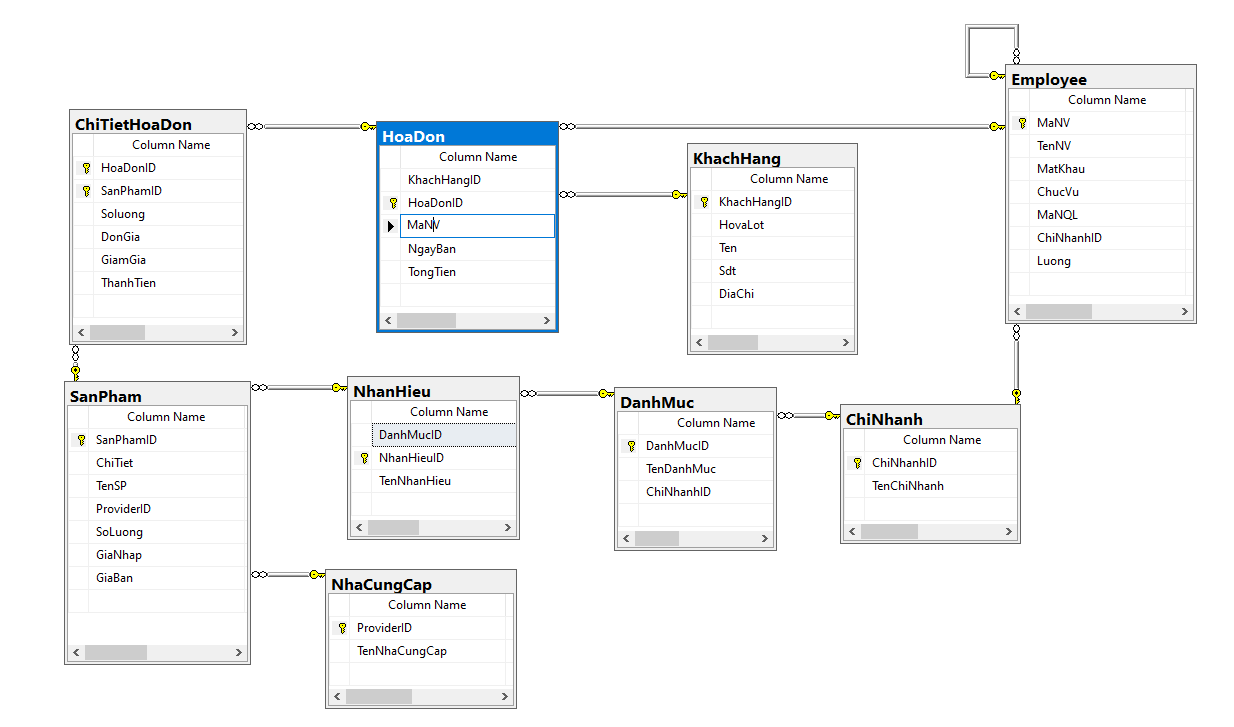 Employee
Column Name
MaNV
TenNV
MatKhau
ChucVu
MaNQL
ChiNhanhID
Luong
ChiTietHoaDon
Column Name
HoaDonID
SanPhamID
Soluong
DonGia
GiamGia
ThanhTien
HoaDon
Column Name
KhachHangID
HoaDonID
MaNV
NgayBan
TongTien
KhachHang
Column Name
KhachHangID
HovaLot
Ten
Sdt
DiaChi
SanPham
Column Name
SanPhamID
ChiTiet
TenSP
ProviderID
SoLuong
GiaNhap
GiaBan
NhanHieu
Column Name
DanhMucID
NhanHieuID
TenNhanHieu
DanhMuc
Column Name
DanhMucID
TenDanhMuc
ChiNhanhID
ChiNhanh
Column Name
ChiNhanhID
TenChiNhanh
NhaCungCap
Column Name
ProviderID
TenNhaCungCap